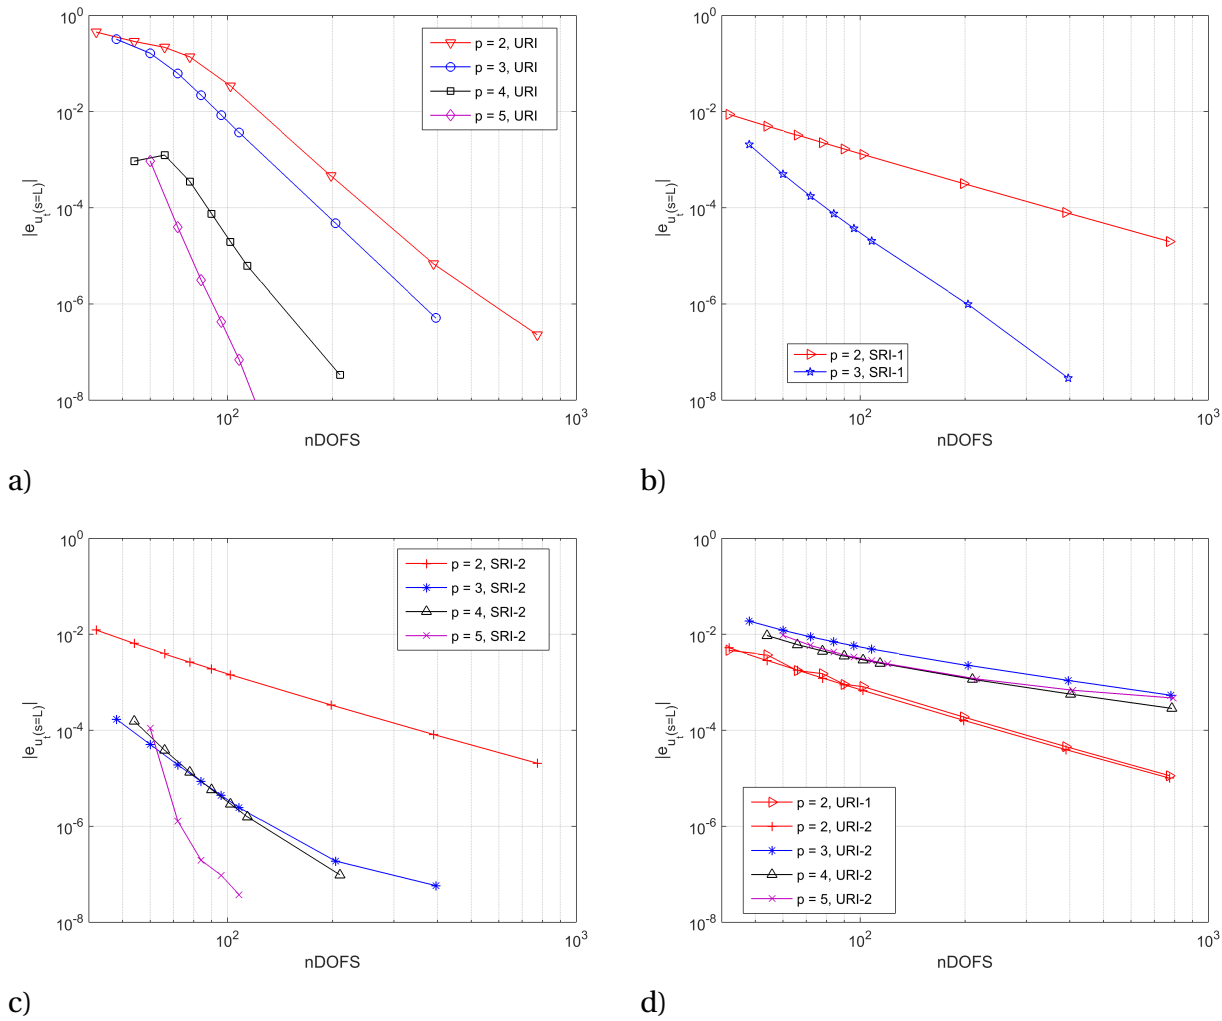 10^0
10^-2
10^-4
10^-6
10^-8
|e_{u_t(s=L)}|
p = 2, URI
p = 3, URI
p = 4, URI
p = 5, URI
10^2
10^3
nDOFS
a)
10^0
10^-2
10^-4
10^-6
10^-8
|e_{u_t(s=L)}|
p = 2, SRI-1
p = 3, SRI-1
10^2
10^3
nDOFS
b)
10^0
10^-2
10^-4
10^-6
10^-8
|e_{u_t(s=L)}|
p = 2, SRI-2
p = 3, SRI-2
p = 4, SRI-2
p = 5, SRI-2
10^2
10^3
nDOFS
c)
10^0
10^-2
10^-4
10^-6
10^-8
|e_{u_t(s=L)}|
p = 2, URI-1
p = 2, URI-2
p = 3, URI-2
p = 4, URI-2
p = 5, URI-2
10^2
10^3
nDOFS
d)